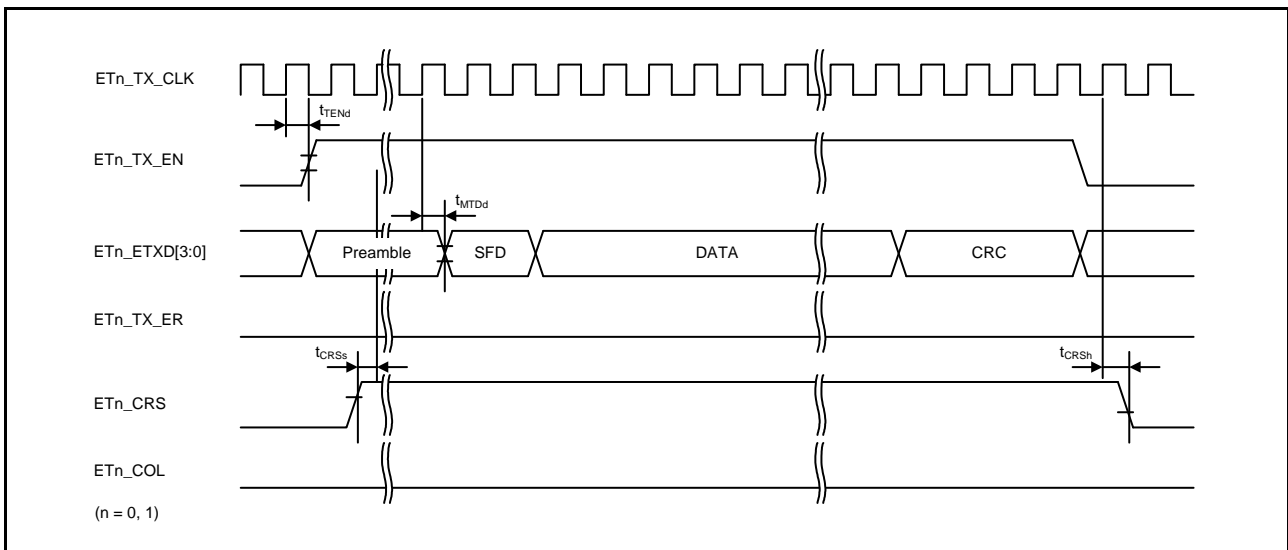 ETn_TX_CLK
tTENd
ETn_TX_EN
tMTDd
ETn_ETXD[3:0]
Preamble
SFD
DATA
CRC
ETn_TX_ER
tCRSs
tCRSh
ETn_CRS
ETn_COL
(n = 0, 1)